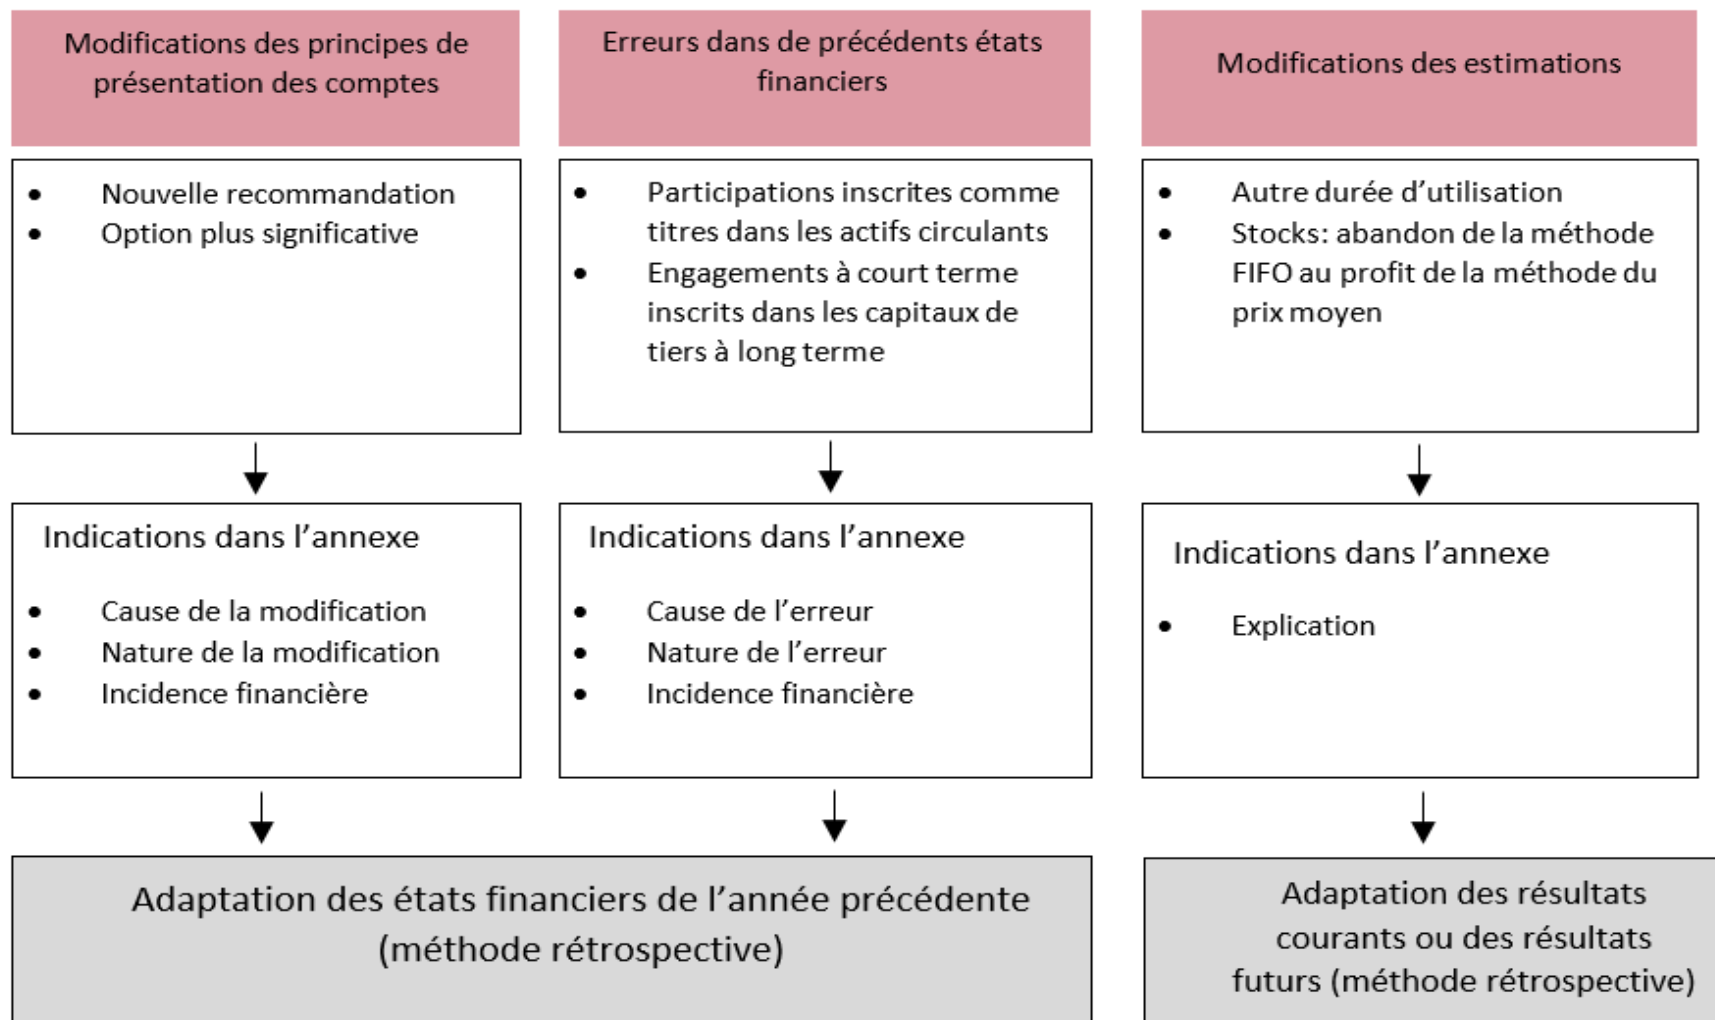 Modifications des principes de
présentation des comptes
Erreurs dans de précédents états
financiers
Modifications des estimations
• Nouvelle recommandation
• Option plus significative
• Participations inscrites comme
titres dans les actifs circulants
• Engagements à court terme
inscrits dans les capitaux de
tiers à long terme
• Autre durée d’utilisation
• Stocks: abandon de la méthode
FIFO au profit de la méthode du
prix moyen
Indications dans l’annexe
• Cause de la modification
• Nature de la modification
• Incidence financière
Indications dans l’annexe
• Cause de l’erreur
• Nature de l’erreur
• Incidence financière
Indications dans l’annexe
• Explication
Adaptation des états financiers de l’année précédente
(méthode rétrospective)
Adaptation des résultats
courants ou des résultats
futurs (méthode rétrospective)